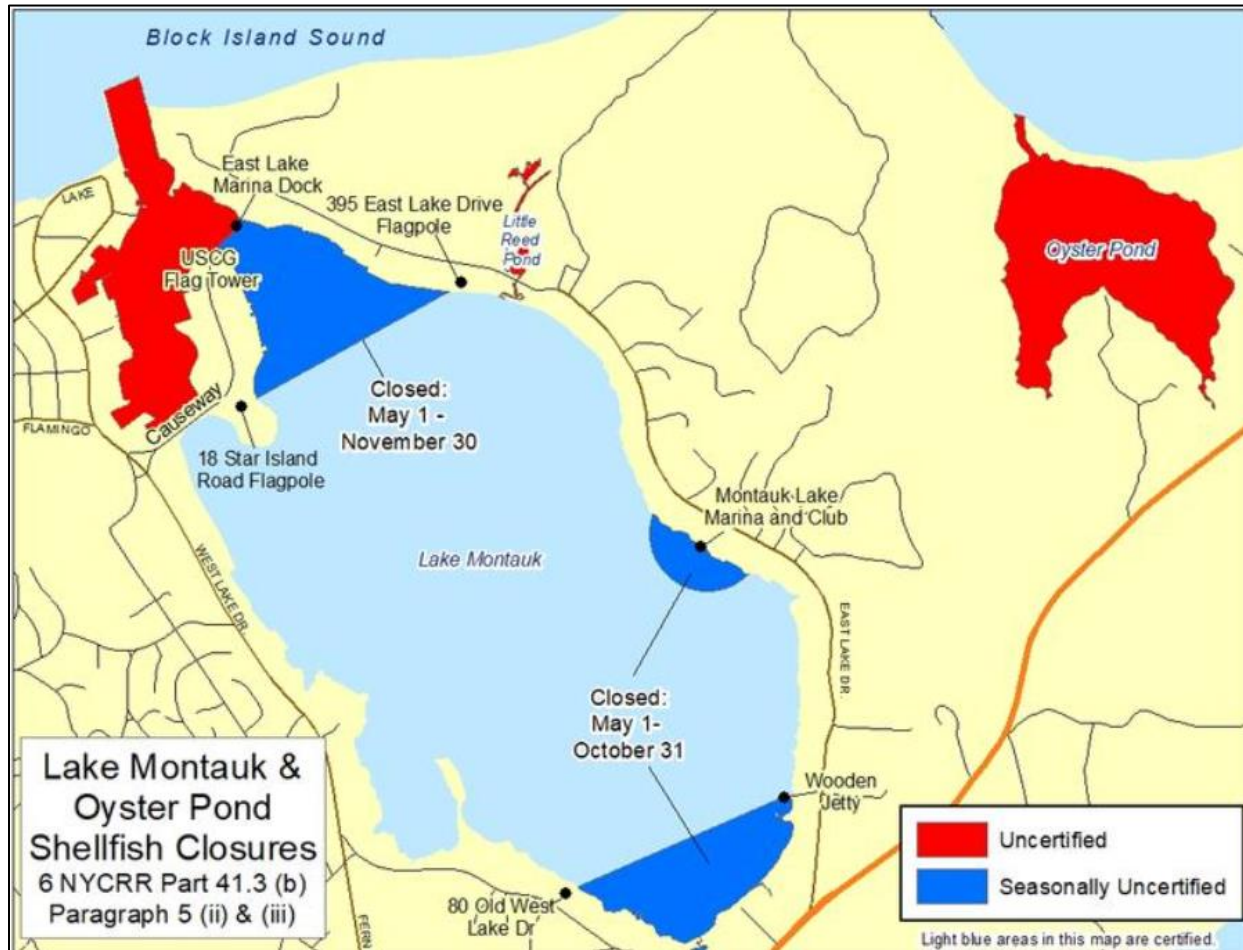 Block Island Sound
East Lake
Marina Dock
LAKE
395 East Lake Drive
Flagpole
Little
Reed
Pond
Oyster Pond
USCG
Flag Tower
Closed:
May 1 -
November 30
Causeway
FLAMINGO
18 Star Island
Road Flagpole
Montauk Lake
Marina and Club
WEST LAKE DR.
Lake Montauk
EAST LAKE DR.
Closed:
May 1-
October 31
Wooden
Jetty
80 Old West
Lake Dr
FERN
Lake Montauk &
Oyster Pond
Shellfish Closures
6 NYCRR Part 41.3 (b)
Paragraph 5 (ii) & (iii)
Uncertified
Seasonally Uncertified
Light blue areas in this map are certified.